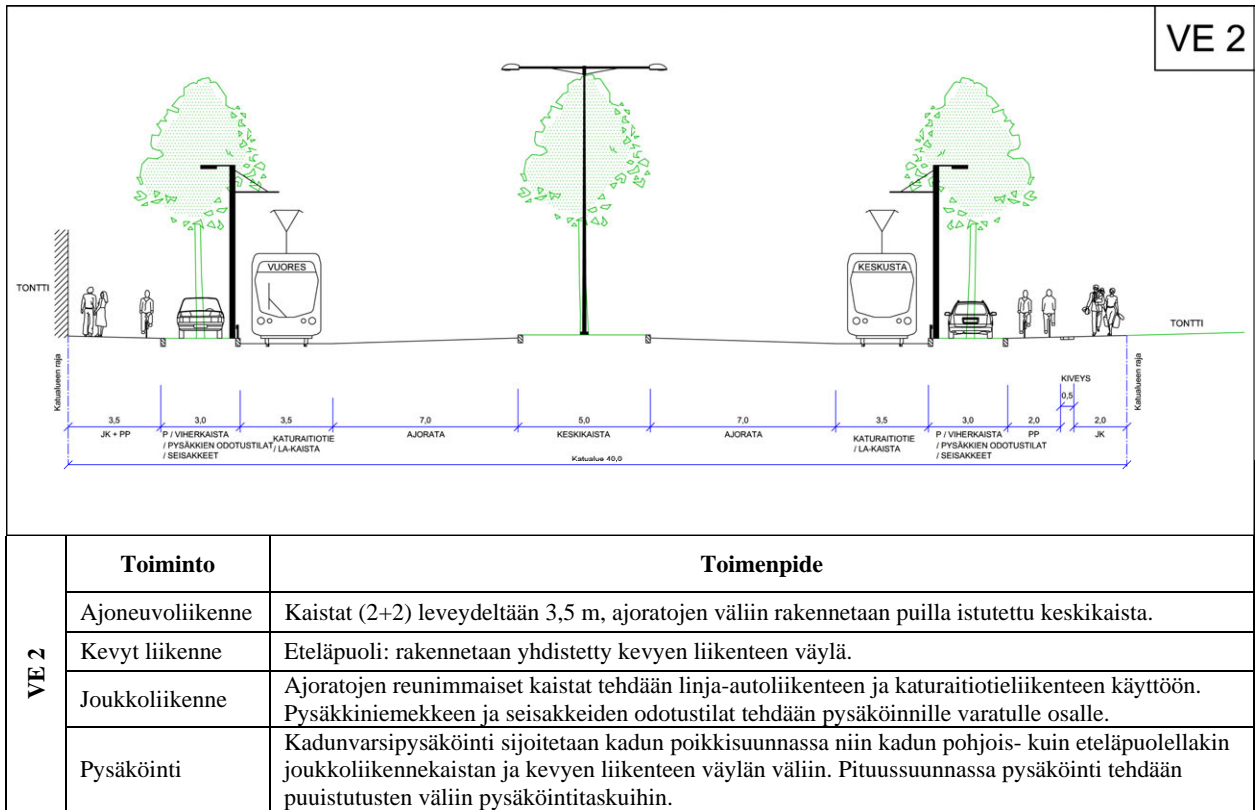 VE 2
VUORES
KESKUSTA
TONTTI
TONTTI
Katualueen raja
Katualueen raja
KIVEYS
0,5
3,5
3,0
3,5
7,0
5,0
7,0
3,5
3,0
2,0
2,0
JK + PP
P / VIHERKAISTA
/ PYSÄKKIEN ODOTUSTILAT
/ SEISAKKEET
KATURAITIOTIE
/ LA-KAISTA
AJORATA
KESKIKAISTA
AJORATA
KATURAITIOTIE
/ LA-KAISTA
P / VIHERKAISTA
/ PYSÄKKIEN ODOTUSTILAT
/ SEISAKKEET
PP
JK
Katualue 40,0
VE 2
Toiminto
Toimenpide
Ajoneuvoliikenne
Kaistat (2+2) leveydeltään 3,5 m, ajoratojen väliin rakennetaan puilla istutettu keskikaista.
Kevyt liikenne
Eteläpuoli: rakennetaan yhdistetty kevyen liikenteen väylä.
Joukkoliikenne
Ajoratojen reunimmaiset kaistat tehdään linja-autoliikenteen ja katuraitiotieliikenteen käyttöön.
Pysäkkiniemekkeen ja seisakkeiden odotustilat tehdään pysäköinnille varatulle osalle.
Pysäköinti
Kadunvarsipysäköinti sijoitetaan kadun poikkisuunnassa niin kadun pohjois- kuin eteläpuolellakin
joukkoliikennekaistan ja kevyen liikenteen väylän väliin. Pituussuunnassa pysäköinti tehdään
puuistutusten väliin pysäköintitaskuihin.